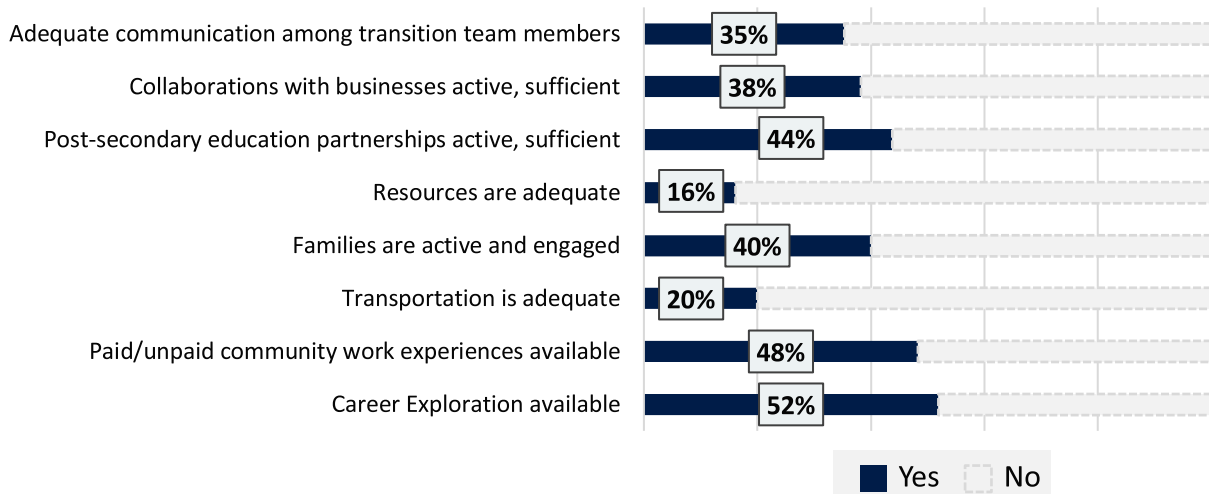 Adequate communication among transition team members 35%
Collaborations with businesses active, sufficient 38%
Post-secondary education partnerships active, sufficient 44%
Resources are adequate 16%
Families are active and engaged 40%
Transportation is adequate 20%
Paid/unpaid community work experiences available 48%
Career Exploration available 52%
Yes No